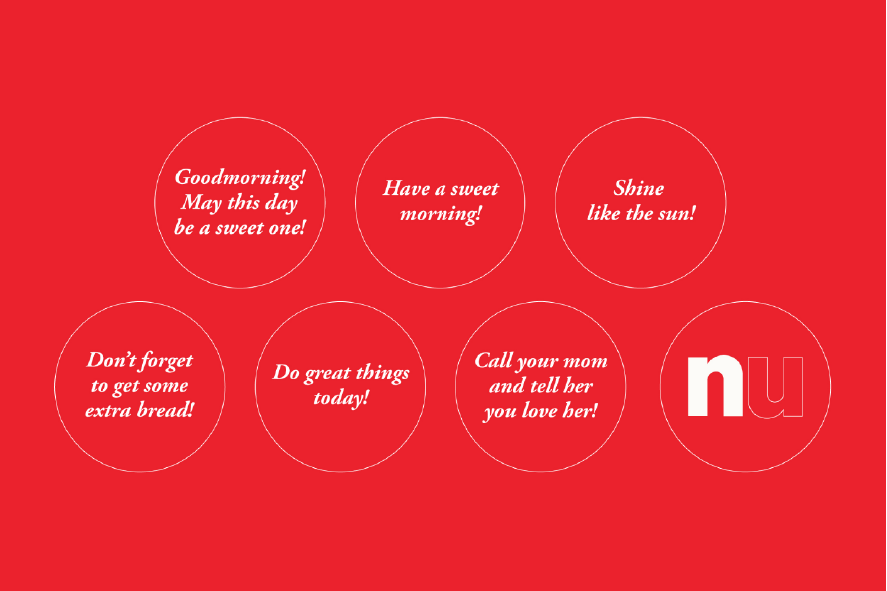 Goodmorning!
May this day
be a sweet one!
Have a sweet
morning!
Shine
like the sun!
Don't forget
to get some
extra bread!
Do great things
today!
Call your mom
and tell her
you love her!
nu